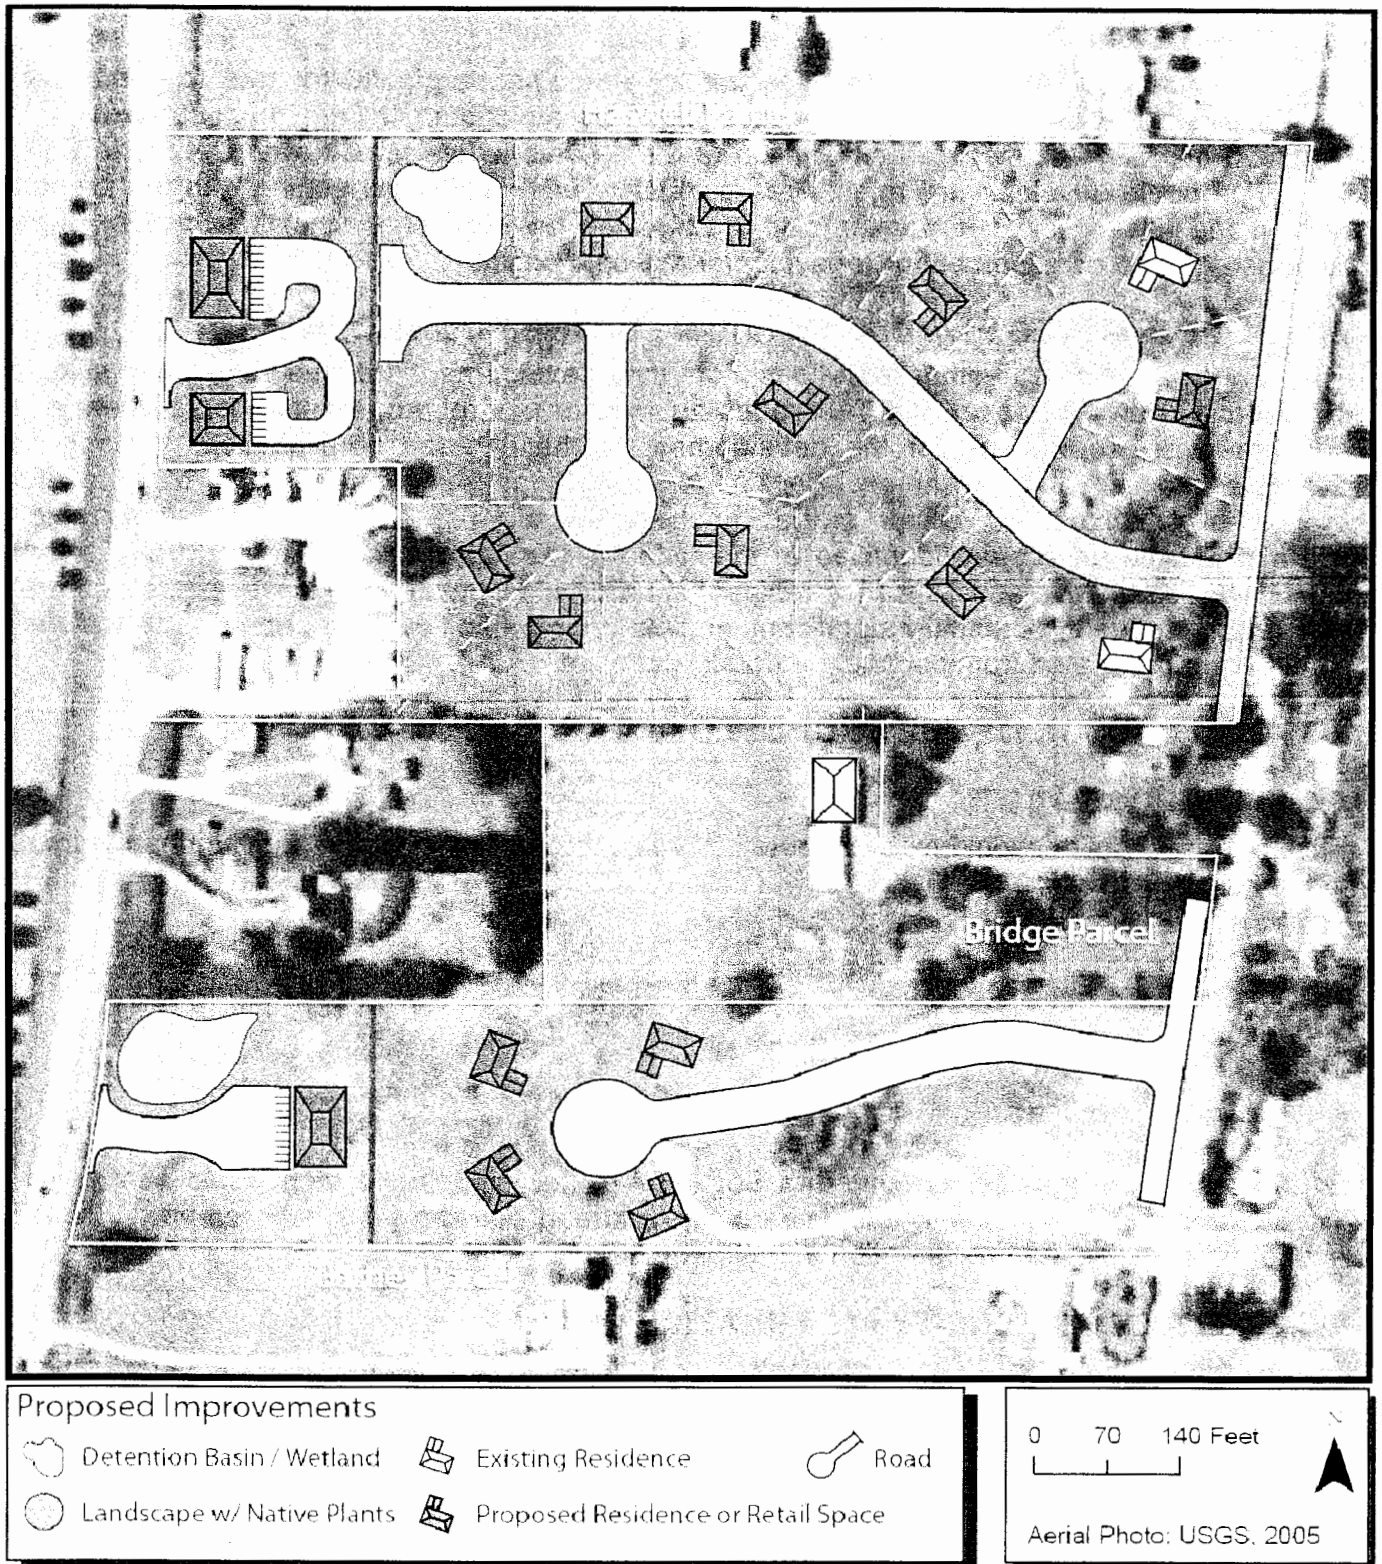 Bridge Parcel
Proposed Improvements
Detention Basin / Wetland
Existing Residence
Road
Landscape w/ Native Plants
Proposed Residence or Retail Space
0 70 140 Feet
N
Aerial Photo: USGS, 2005